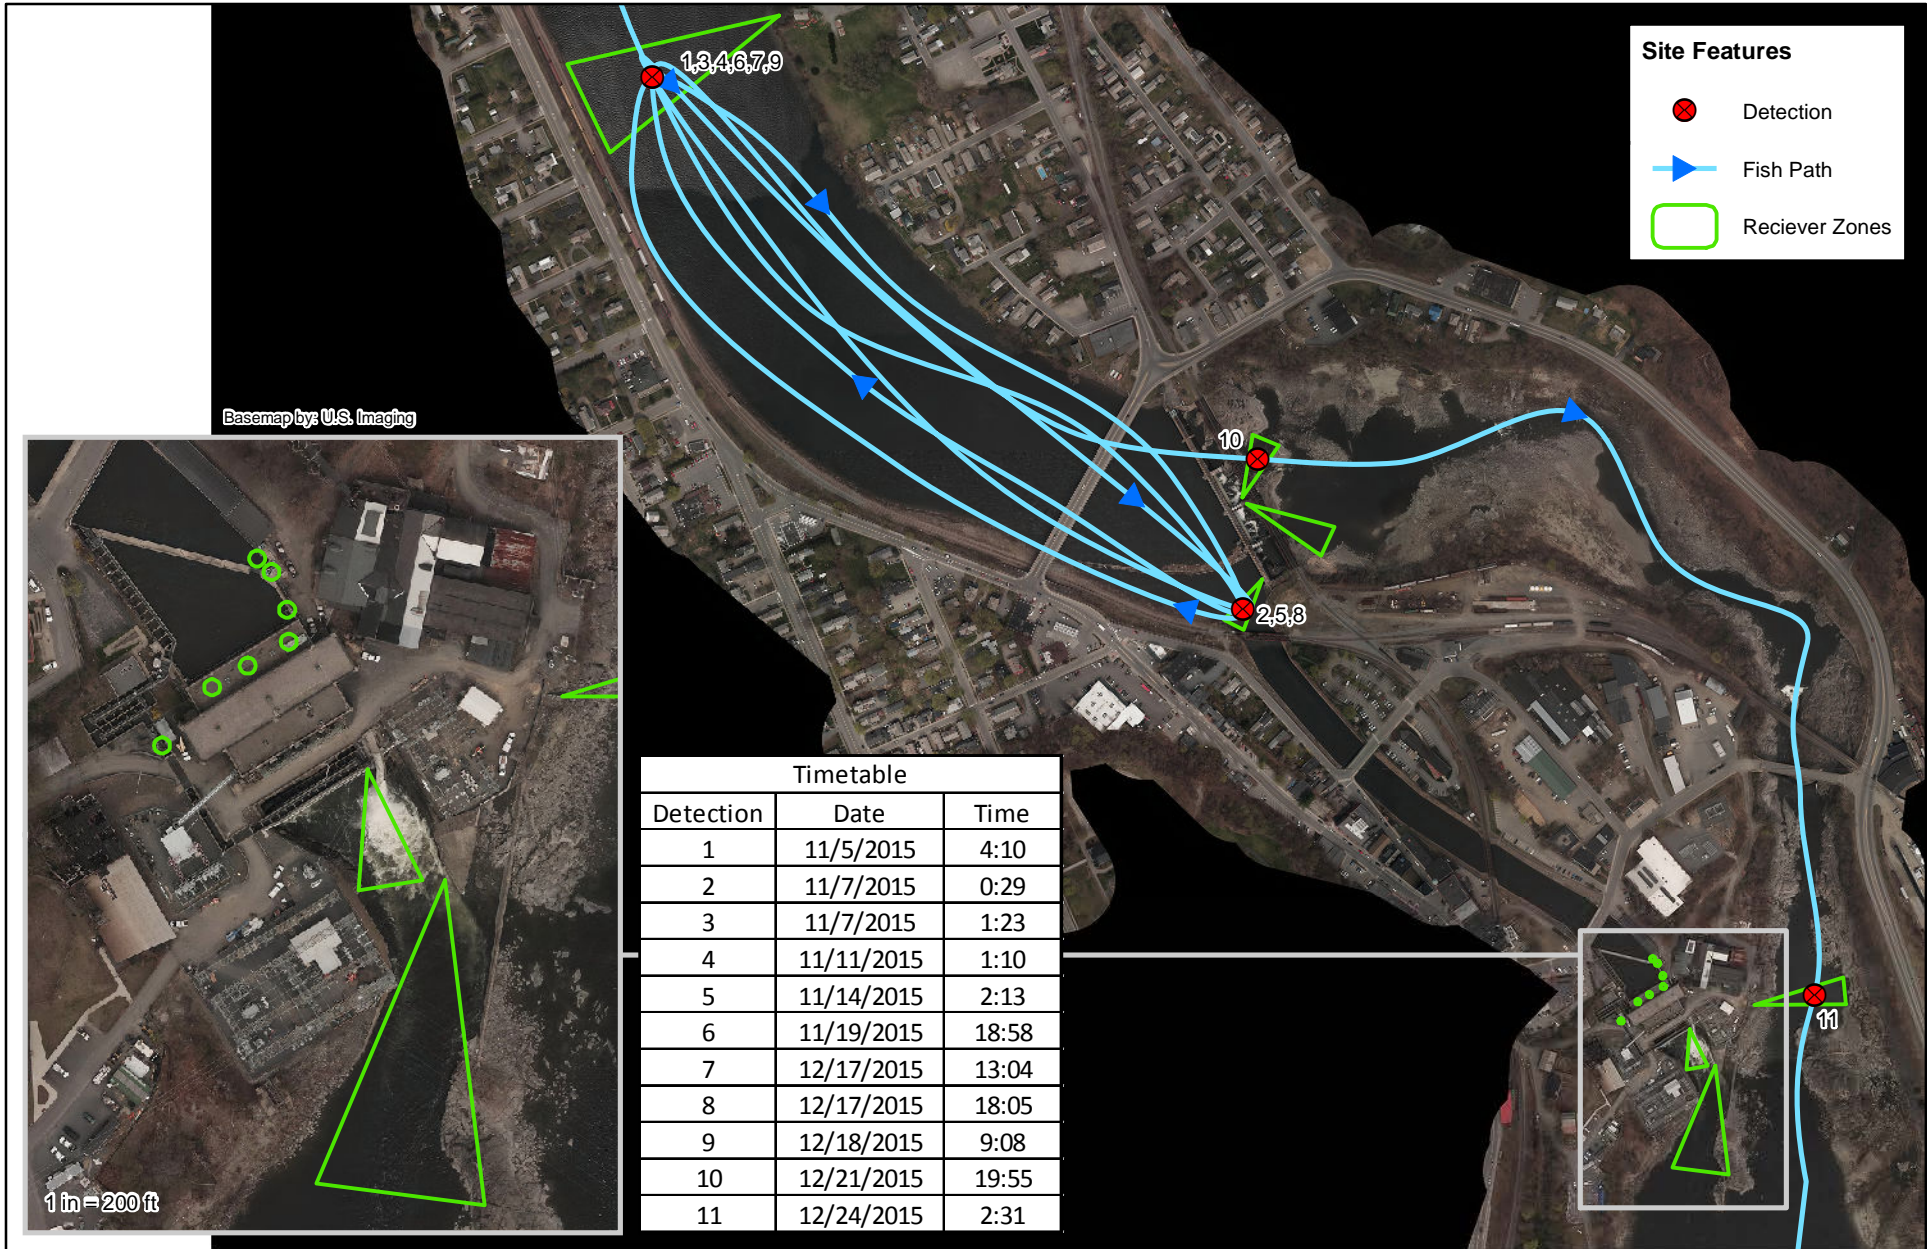 1,3,4,6,7,9
Site Features
Detection
Fish Path
Reciever Zones
Basemap by: U.S. Imaging
10
2,5,8
11
1 in = 200 ft
Timetable
Detection Date Time
1 11/5/2015 4:10
2 11/7/2015 0:29
3 11/7/2015 1:23
4 11/11/2015 1:10
5 11/14/2015 2:13
6 11/19/2015 18:58
7 12/17/2015 13:04
8 12/17/2015 18:05
9 12/18/2015 9:08
10 12/21/2015 19:55
11 12/24/2015 2:31